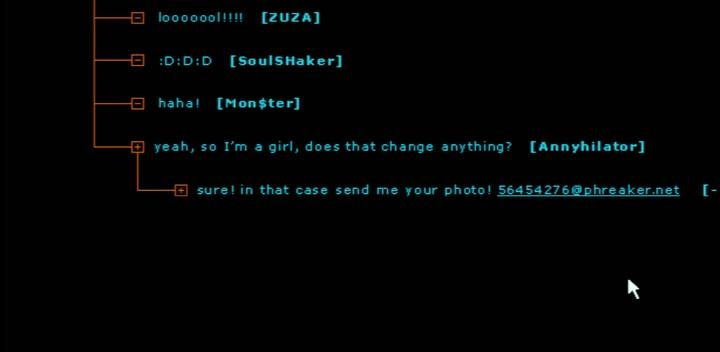 looooool!!!! [ZUZA]
:D:D:D [SoulSHaker]
haha! [Mon$ter]
yeah, so I'm a girl, does that change anything? [Annyhilator]
sure! in that case send me your photo! 56454276@phreaker.net [-